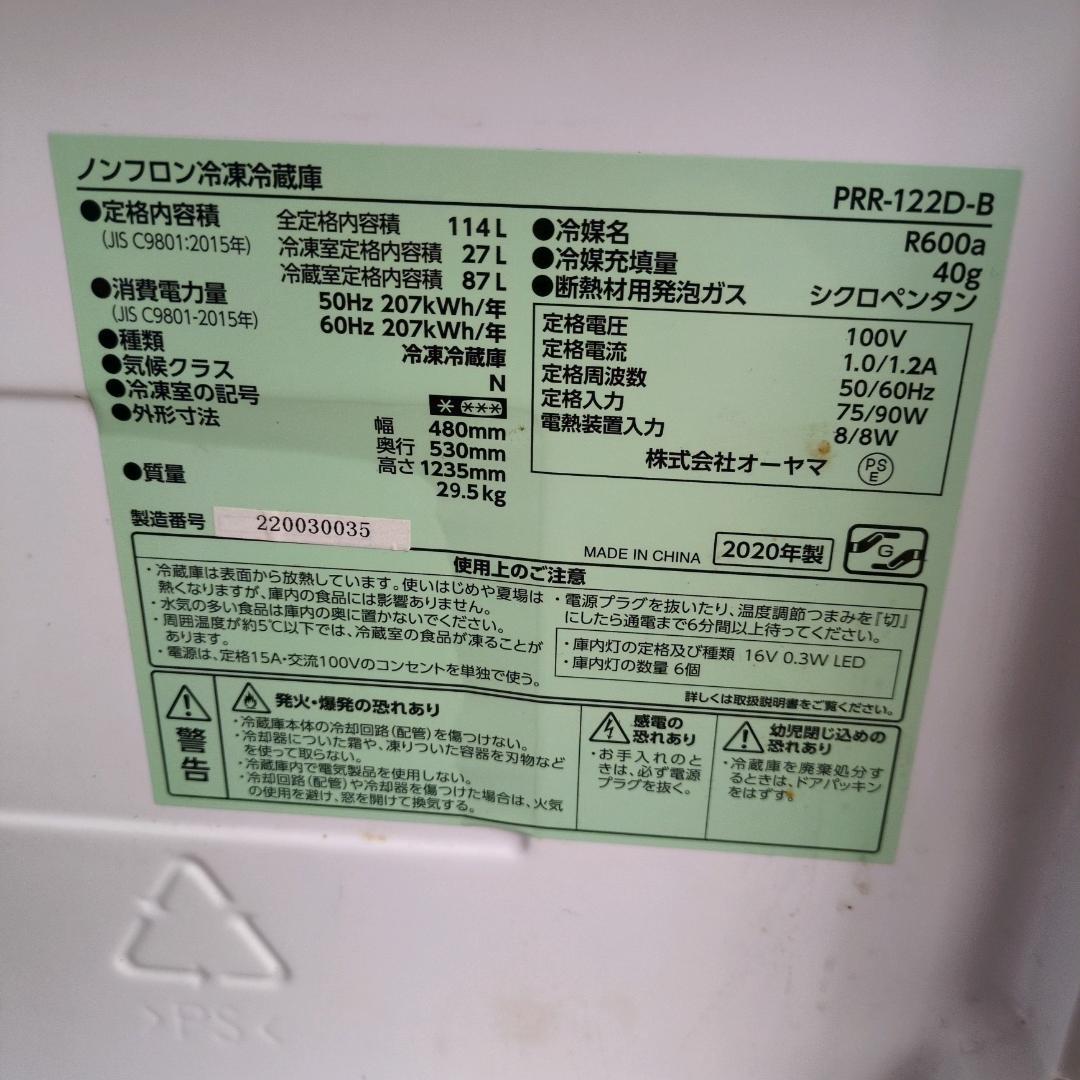 ノンフロン冷凍冷蔵庫
PRR-122D-B
●定格内容積 全定格内容積 114 L
(JIS C9801:2015年) 冷凍室定格内容積 27 L
冷蔵室定格内容積 87 L
●消費電力量 50Hz 207kWh/年
(JIS C9801-2015年) 60Hz 207kWh/年
●種類 冷凍冷蔵庫
●気候クラス N
●冷凍室の記号 * ***
●外形寸法 幅 480mm
奥行 530mm
高さ 1235mm
●質量 29.5kg
●冷媒名 R600a
●冷媒充填量 40g
●断熱材用発泡ガス シクロペンタン
定格電圧 100V
定格電流 1.0/1.2A
定格周波数 50/60Hz
定格入力 75/90W
電熱装置入力 8/8W
株式会社オーヤマ
PS
E
製造番号 220030035
MADE IN CHINA 2020年製
G
使用上のご注意
・冷蔵庫は表面から放熱しています。使いはじめや夏場は
熱くなりますが、庫内の食品には影響ありません。
・水気の多い食品は庫内の奥に置かないでください。
・周囲温度が約5℃以下では、冷蔵室の食品が凍ることが
あります。
・電源は、定格15A・交流100Vのコンセントを単独で使う。
・電源プラグを抜いたり、温度調節つまみを「切」
にしたら通電まで6分間以上待ってください。
・庫内灯の定格及び種類 16V 0.3W LED
・庫内灯の数量 6個
詳しくは取扱説明書をご覧ください。
警告
発火・爆発の恐れあり
・冷蔵庫本体の冷却回路(配管)を傷つけない。
・冷却器についた霜や、凍りついた容器を刃物など
を使って取らない。
・冷蔵庫内で電気製品を使用しない。
・冷却回路(配管)や冷却器を傷つけた場合は、火気
の使用を避け、窓を開けて換気する。
感電の
恐れあり
・お手入れのと
きは、必ず電源
プラグを抜く。
幼児閉じ込めの
恐れあり
・冷蔵庫を廃棄処分す
るときは、ドアパッキン
をはずす。
>PS<